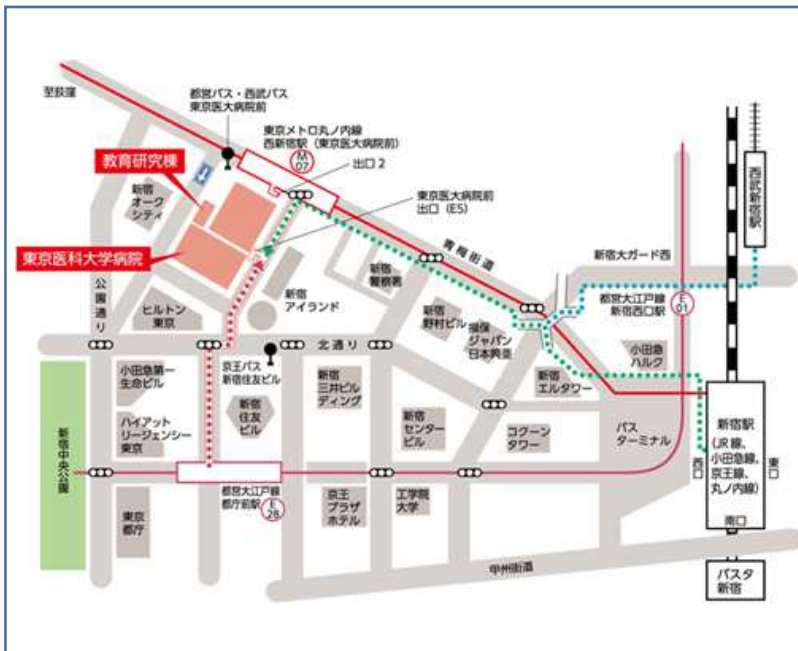 至荻窪
都営バス・西武バス
東京医大病院前
東京メトロ丸ノ内線
西新宿駅（東京医大病院前）
M
07
出口2
教育研究棟
新宿
オーク
シティ
東京医大病院前
出口（E5）
西武新宿駅
東京医科大学病院
青梅街道
新宿大ガード西
公園通り
新宿
警察署
新宿
アイランド
都営大江戸線
新宿西口駅
E
01
ヒルトン
東京
新宿
野村ビル
損保
ジャパン
日本興亜
北通り
小田急
ハルク
小田急第一
生命ビル
京王バス
新宿住友ビル
新宿
三井ビル
ディング
新宿
エルタワー
新宿
住友
ビル
ハイアット
リージェンシー
東京
新宿
センター
ビル
コクーン
タワー
バス
ターミナル
新宿駅
(JR線、
小田急線、
京王線、
丸ノ内線)
西口
東口
南口
新宿中央公園
東京
都庁
都営大江戸線
都庁前駅
E
28
京王
プラザ
ホテル
工学院
大学
甲州街道
バスタ
新宿